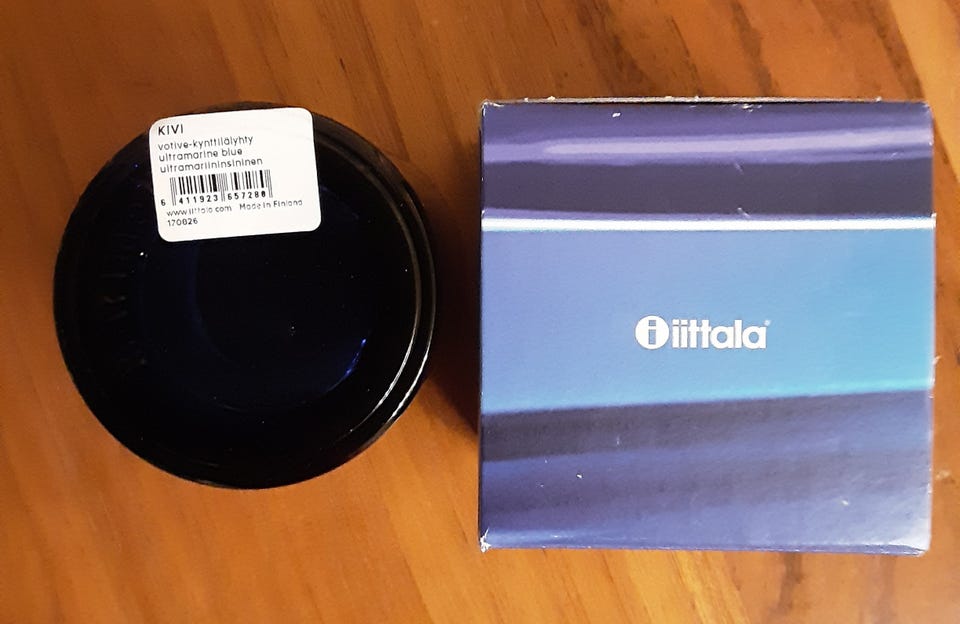 KIVI
votive-kynttilälyhty
ultramarine blue
ultramariininsininen
6 411923 657288
www.iittala.com Made in Finland
170826
i iittala®